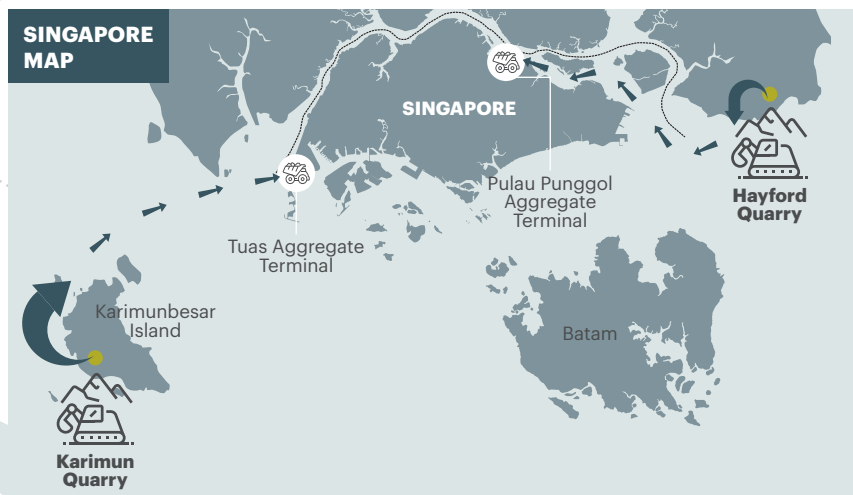 SINGAPORE
MAP
SINGAPORE
Hayford
Quarry
Pulau Punggol
Aggregate
Terminal
Tuas Aggregate
Terminal
Karimunbesar
Island
Batam
Karimun
Quarry